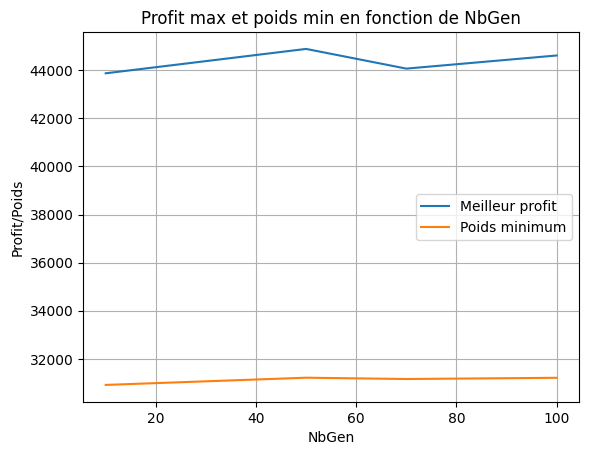 Profit max et poids min en fonction de NbGen
44000
42000
40000
38000
36000
34000
32000
Profit/Poids
Meilleur profit
Poids minimum
20
40
60
80
100
NbGen